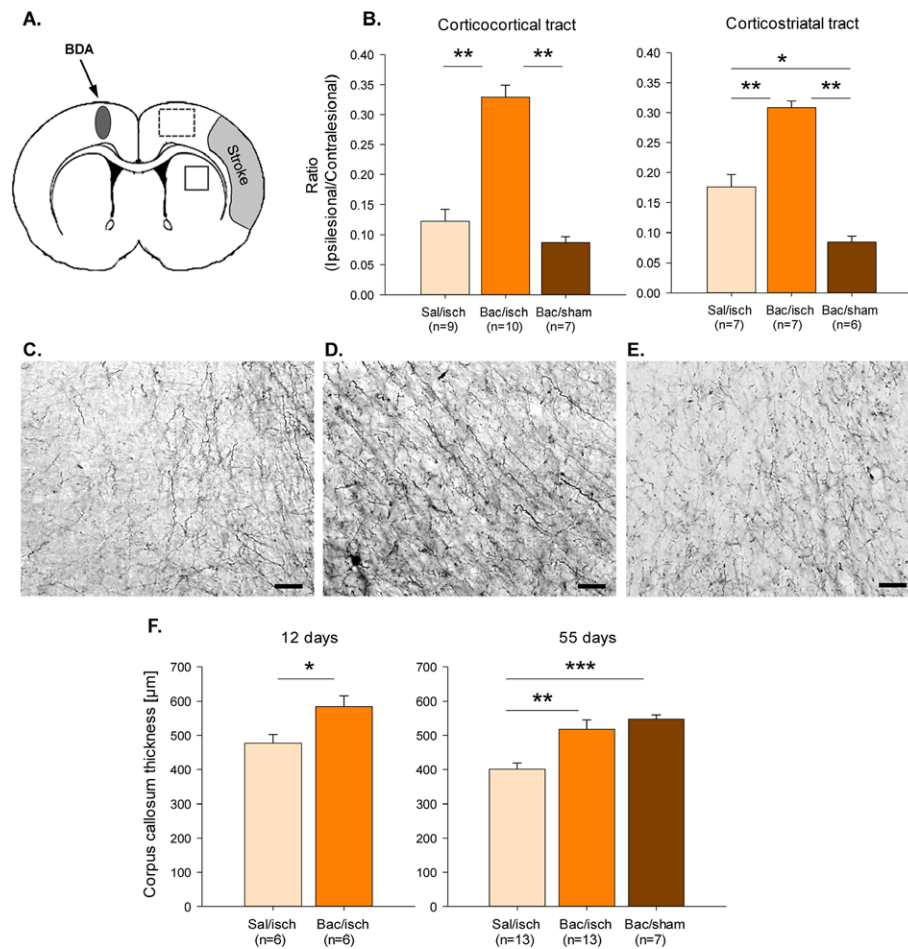 A.
BDA
Stroke
B.
Corticocortical tract
Ratio
(Ipsilesional/Contralesional)
0.40
0.35
0.30
0.25
0.20
0.15
0.10
0.05
0.00
** **
Sal/isch Bac/isch Bac/sham
(n=9) (n=10) (n=7)
Corticostriatal tract
0.40
0.35
0.30
0.25
0.20
0.15
0.10
0.05
0.00
*
** **
Sal/isch Bac/isch Bac/sham
(n=7) (n=7) (n=6)
C.
D.
E.
F.
12 days
Corpus callosum thickness [µm]
700
600
500
400
300
200
100
0
*
Sal/isch Bac/isch
(n=6) (n=6)
55 days
700
600
500
400
300
200
100
0
***
**
Sal/isch Bac/isch Bac/sham
(n=13) (n=13) (n=7)